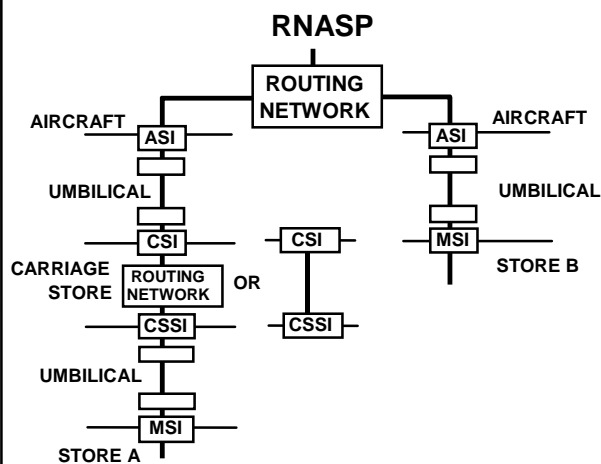 RNASP
ROUTING
NETWORK
AIRCRAFT
ASI
UMBILICAL
CSI
CARRIAGE
STORE
ROUTING
NETWORK
OR
CSI
CSSI
CSSI
UMBILICAL
MSI
STORE A
AIRCRAFT
ASI
UMBILICAL
MSI
STORE B